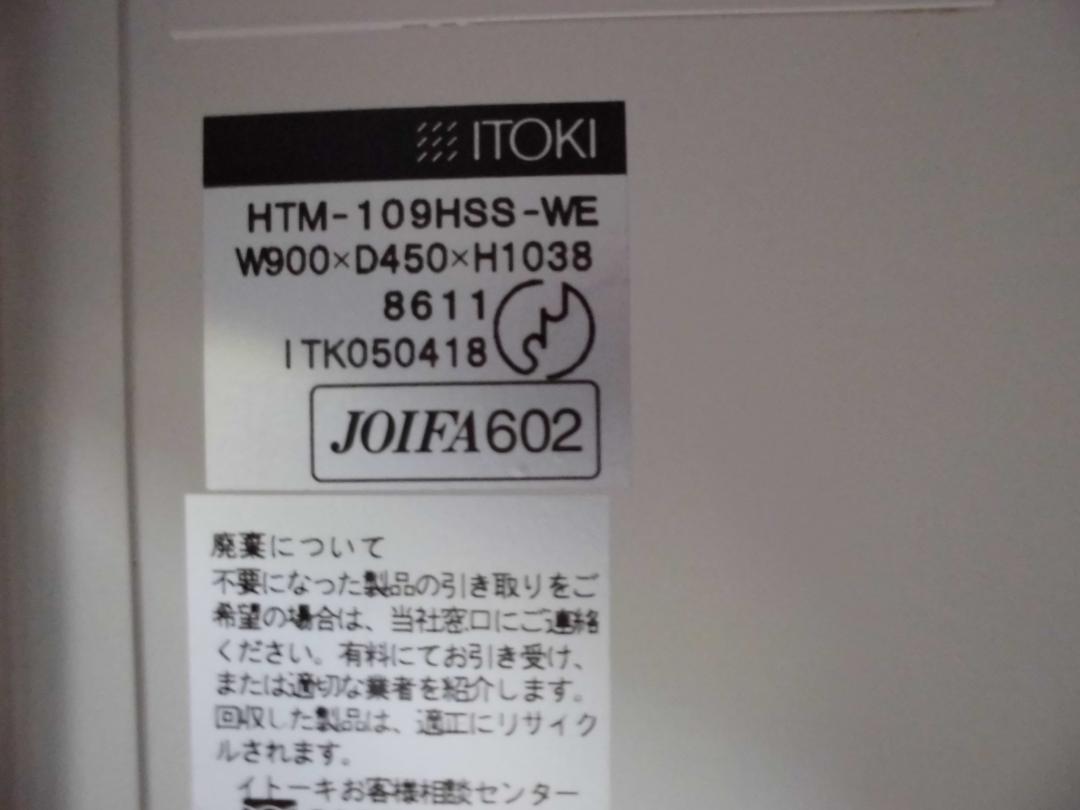 ITOKI
HTM-109HSS-WE
W900×D450×H1038
8611
ITK050418
JOIFA602
廃棄について
不要になった製品の引き取りをご
希望の場合は、当社窓口にご連絡
ください。有料にてお引き受け、
または適切な業者を紹介します。
回収した製品は、適正にリサイク
ルされます。
イトーキお客様相談センター